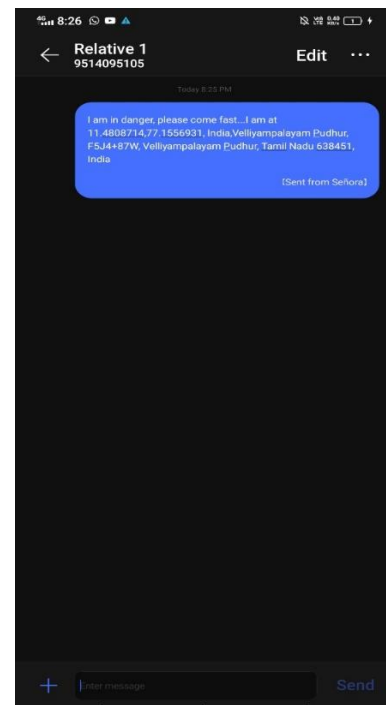 4G 8:26
← Relative 1 Edit ...
9514095105
Today 8:25 PM
I am in danger, please come fast...I am at
11.4808714,77.1556931, India,Velliyampalayam Pudhur,
F5J4+87W, Velliyampalayam Pudhur, Tamil Nadu 638451,
India
[Sent from Señora]
Enter message Send